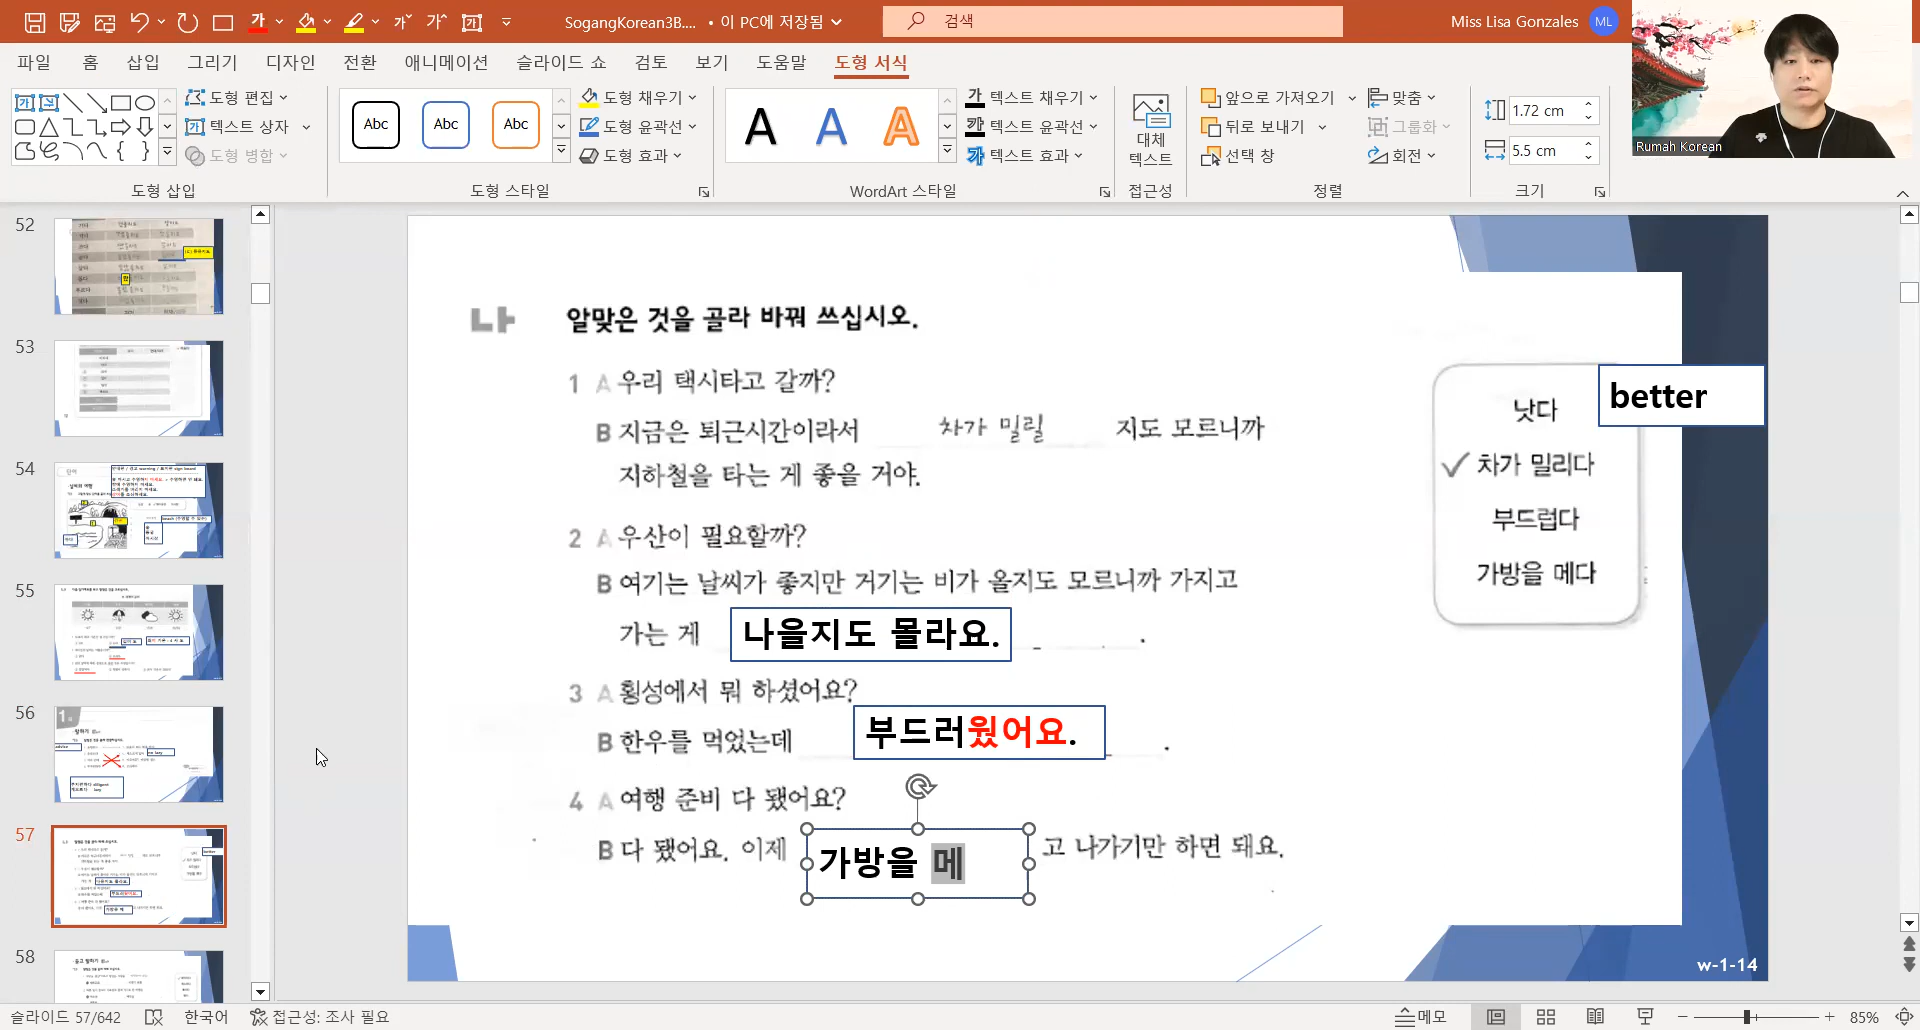 가
가ˇ 가ˆ 가
SogangKorean3B.... • 이 PC에 저장됨
검색
Miss Lisa Gonzales ML
파일 홈 삽입 그리기 디자인 전환 애니메이션 슬라이드 쇼 검토 보기 도움말 도형 서식
도형 편집
텍스트 상자
도형 병합
도형 삽입
Abc Abc Abc
도형 채우기
도형 윤곽선
도형 효과
도형 스타일
A A A
텍스트 채우기
텍스트 윤곽선
텍스트 효과
WordArt 스타일
대체
텍스트
접근성
앞으로 가져오기
뒤로 보내기
선택 창
맞춤
그룹화
회전
정렬
1.72 cm
5.5 cm
크기
Rumah Korean
52
53
54
55
56
57
58
나 알맞은 것을 골라 바꿔 쓰십시오.
1 A 우리 택시타고 갈까?
B 지금은 퇴근시간이라서 차가 밀릴 지도 모르니까
지하철을 타는 게 좋을 거야.
2 A 우산이 필요할까?
B 여기는 날씨가 좋지만 거기는 비가 올지도 모르니까 가지고
가는 게 나을지도 몰라요. .
3 A 횡성에서 뭐 하셨어요?
B 한우를 먹었는데 부드러웠어요. .
4 A 여행 준비 다 됐어요?
B 다 됐어요. 이제 가방을 메 고 나가기만 하면 돼요.
낫다 better
✓ 차가 밀리다
부드럽다
가방을 메다
w-1-14
슬라이드 57/642 한국어 접근성: 조사 필요 메모 85%